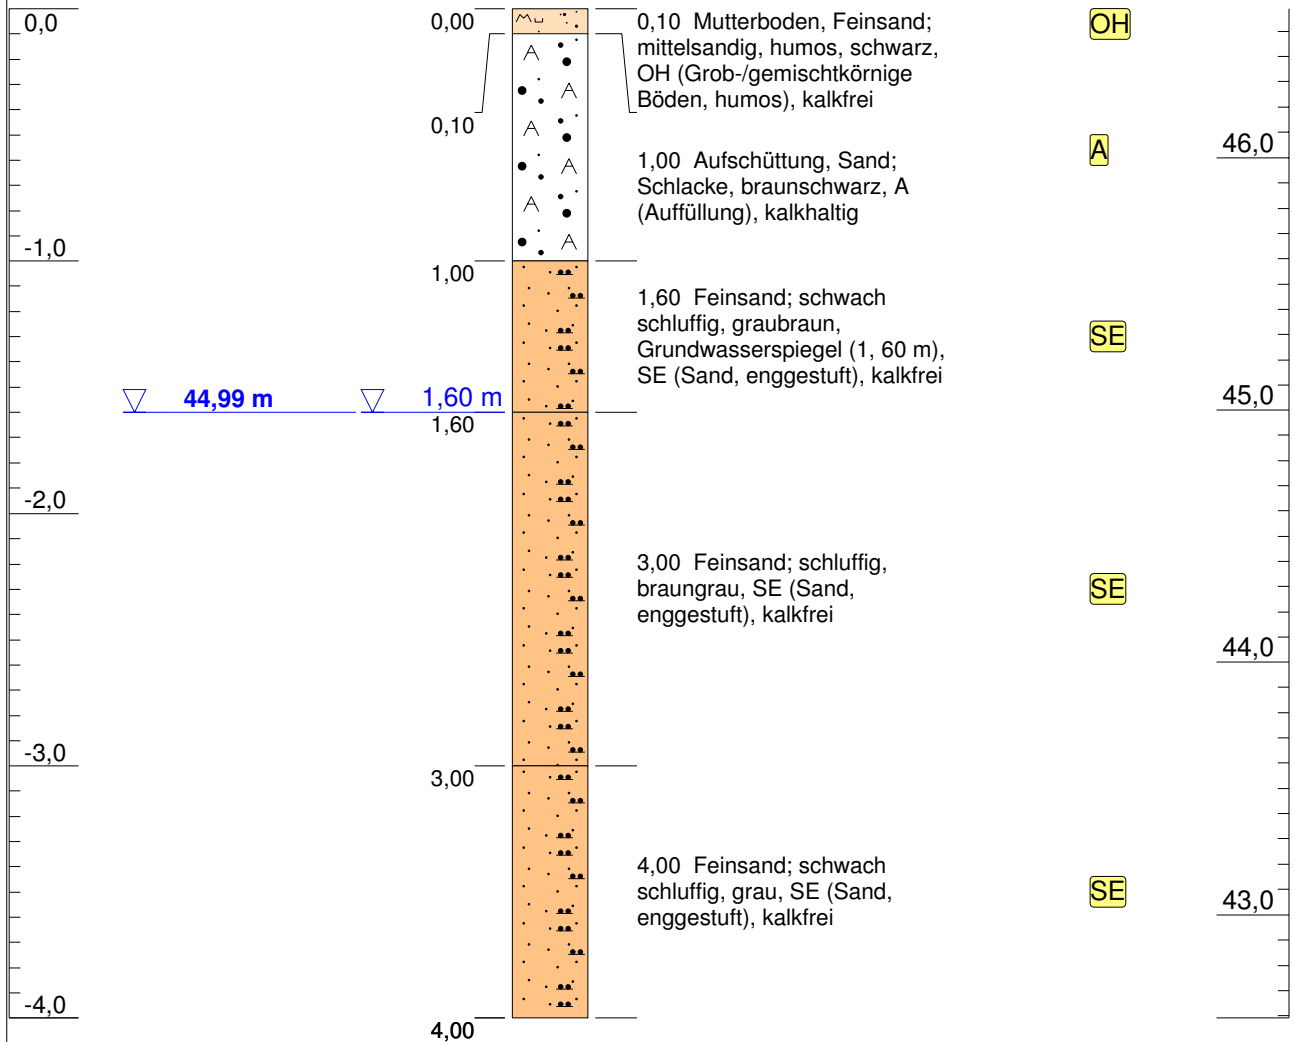 0,0
0,00
0,10 Mutterboden, Feinsand;
mittelsandig, humos, schwarz,
OH (Grob-/gemischtkörnige
Böden, humos), kalkfrei
OH
0,10
1,00 Aufschüttung, Sand;
Schlacke, braunschwarz, A
(Auffüllung), kalkhaltig
A
46,0
-1,0
1,00
1,60 Feinsand; schwach
schluffig, graubraun,
Grundwasserspiegel (1, 60 m),
SE (Sand, enggestuft), kalkfrei
SE
44,99 m
1,60 m
1,60
45,0
-2,0
3,00 Feinsand; schluffig,
braungrau, SE (Sand,
enggestuft), kalkfrei
SE
44,0
-3,0
3,00
4,00 Feinsand; schwach
schluffig, grau, SE (Sand,
enggestuft), kalkfrei
SE
43,0
-4,0
4,00